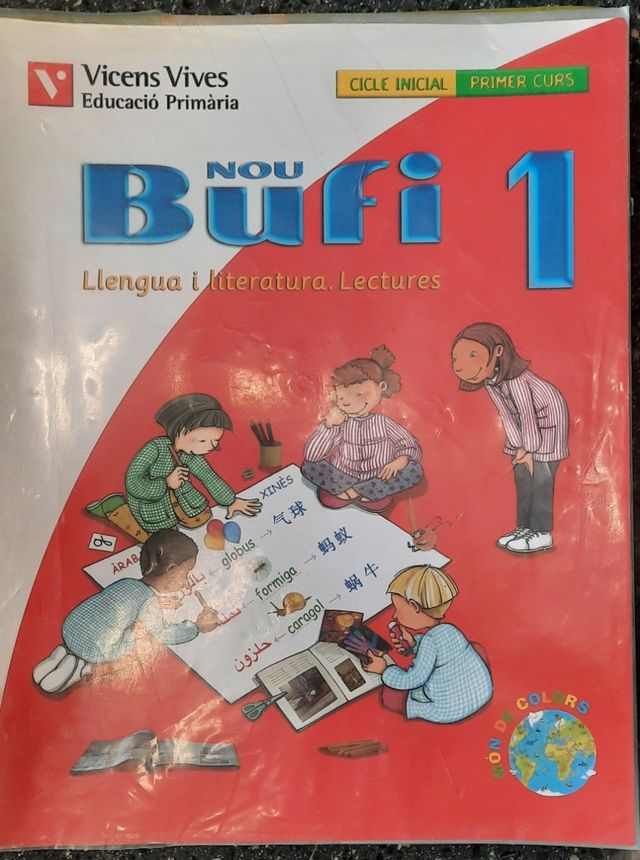 Vicens Vives
Educació Primària
CICLE INICIAL PRIMER CURS
NOU
Bufi 1
Llengua i literatura. Lectures
XINÈS
ÀRAB
globus → 气球
formiga → 蚂蚁
حلزون ← caragol → 蜗牛
MÓN DE COLORS